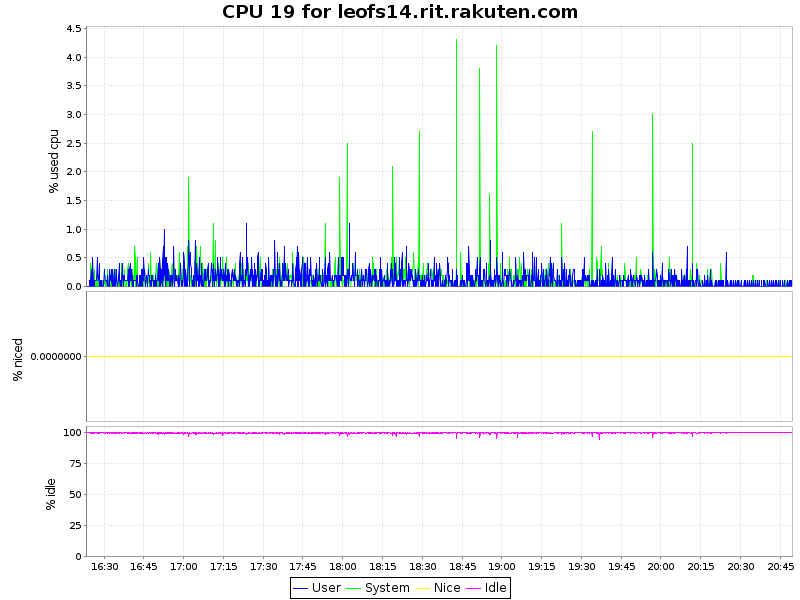 CPU 19 for leofs14.rit.rakuten.com
% used cpu
4.5
4.0
3.5
3.0
2.5
2.0
1.5
1.0
0.5
0.0
% niced
0.0000000
% idle
100
75
50
25
0
16:30 16:45 17:00 17:15 17:30 17:45 18:00 18:15 18:30 18:45 19:00 19:15 19:30 19:45 20:00 20:15 20:30 20:45
User System Nice Idle